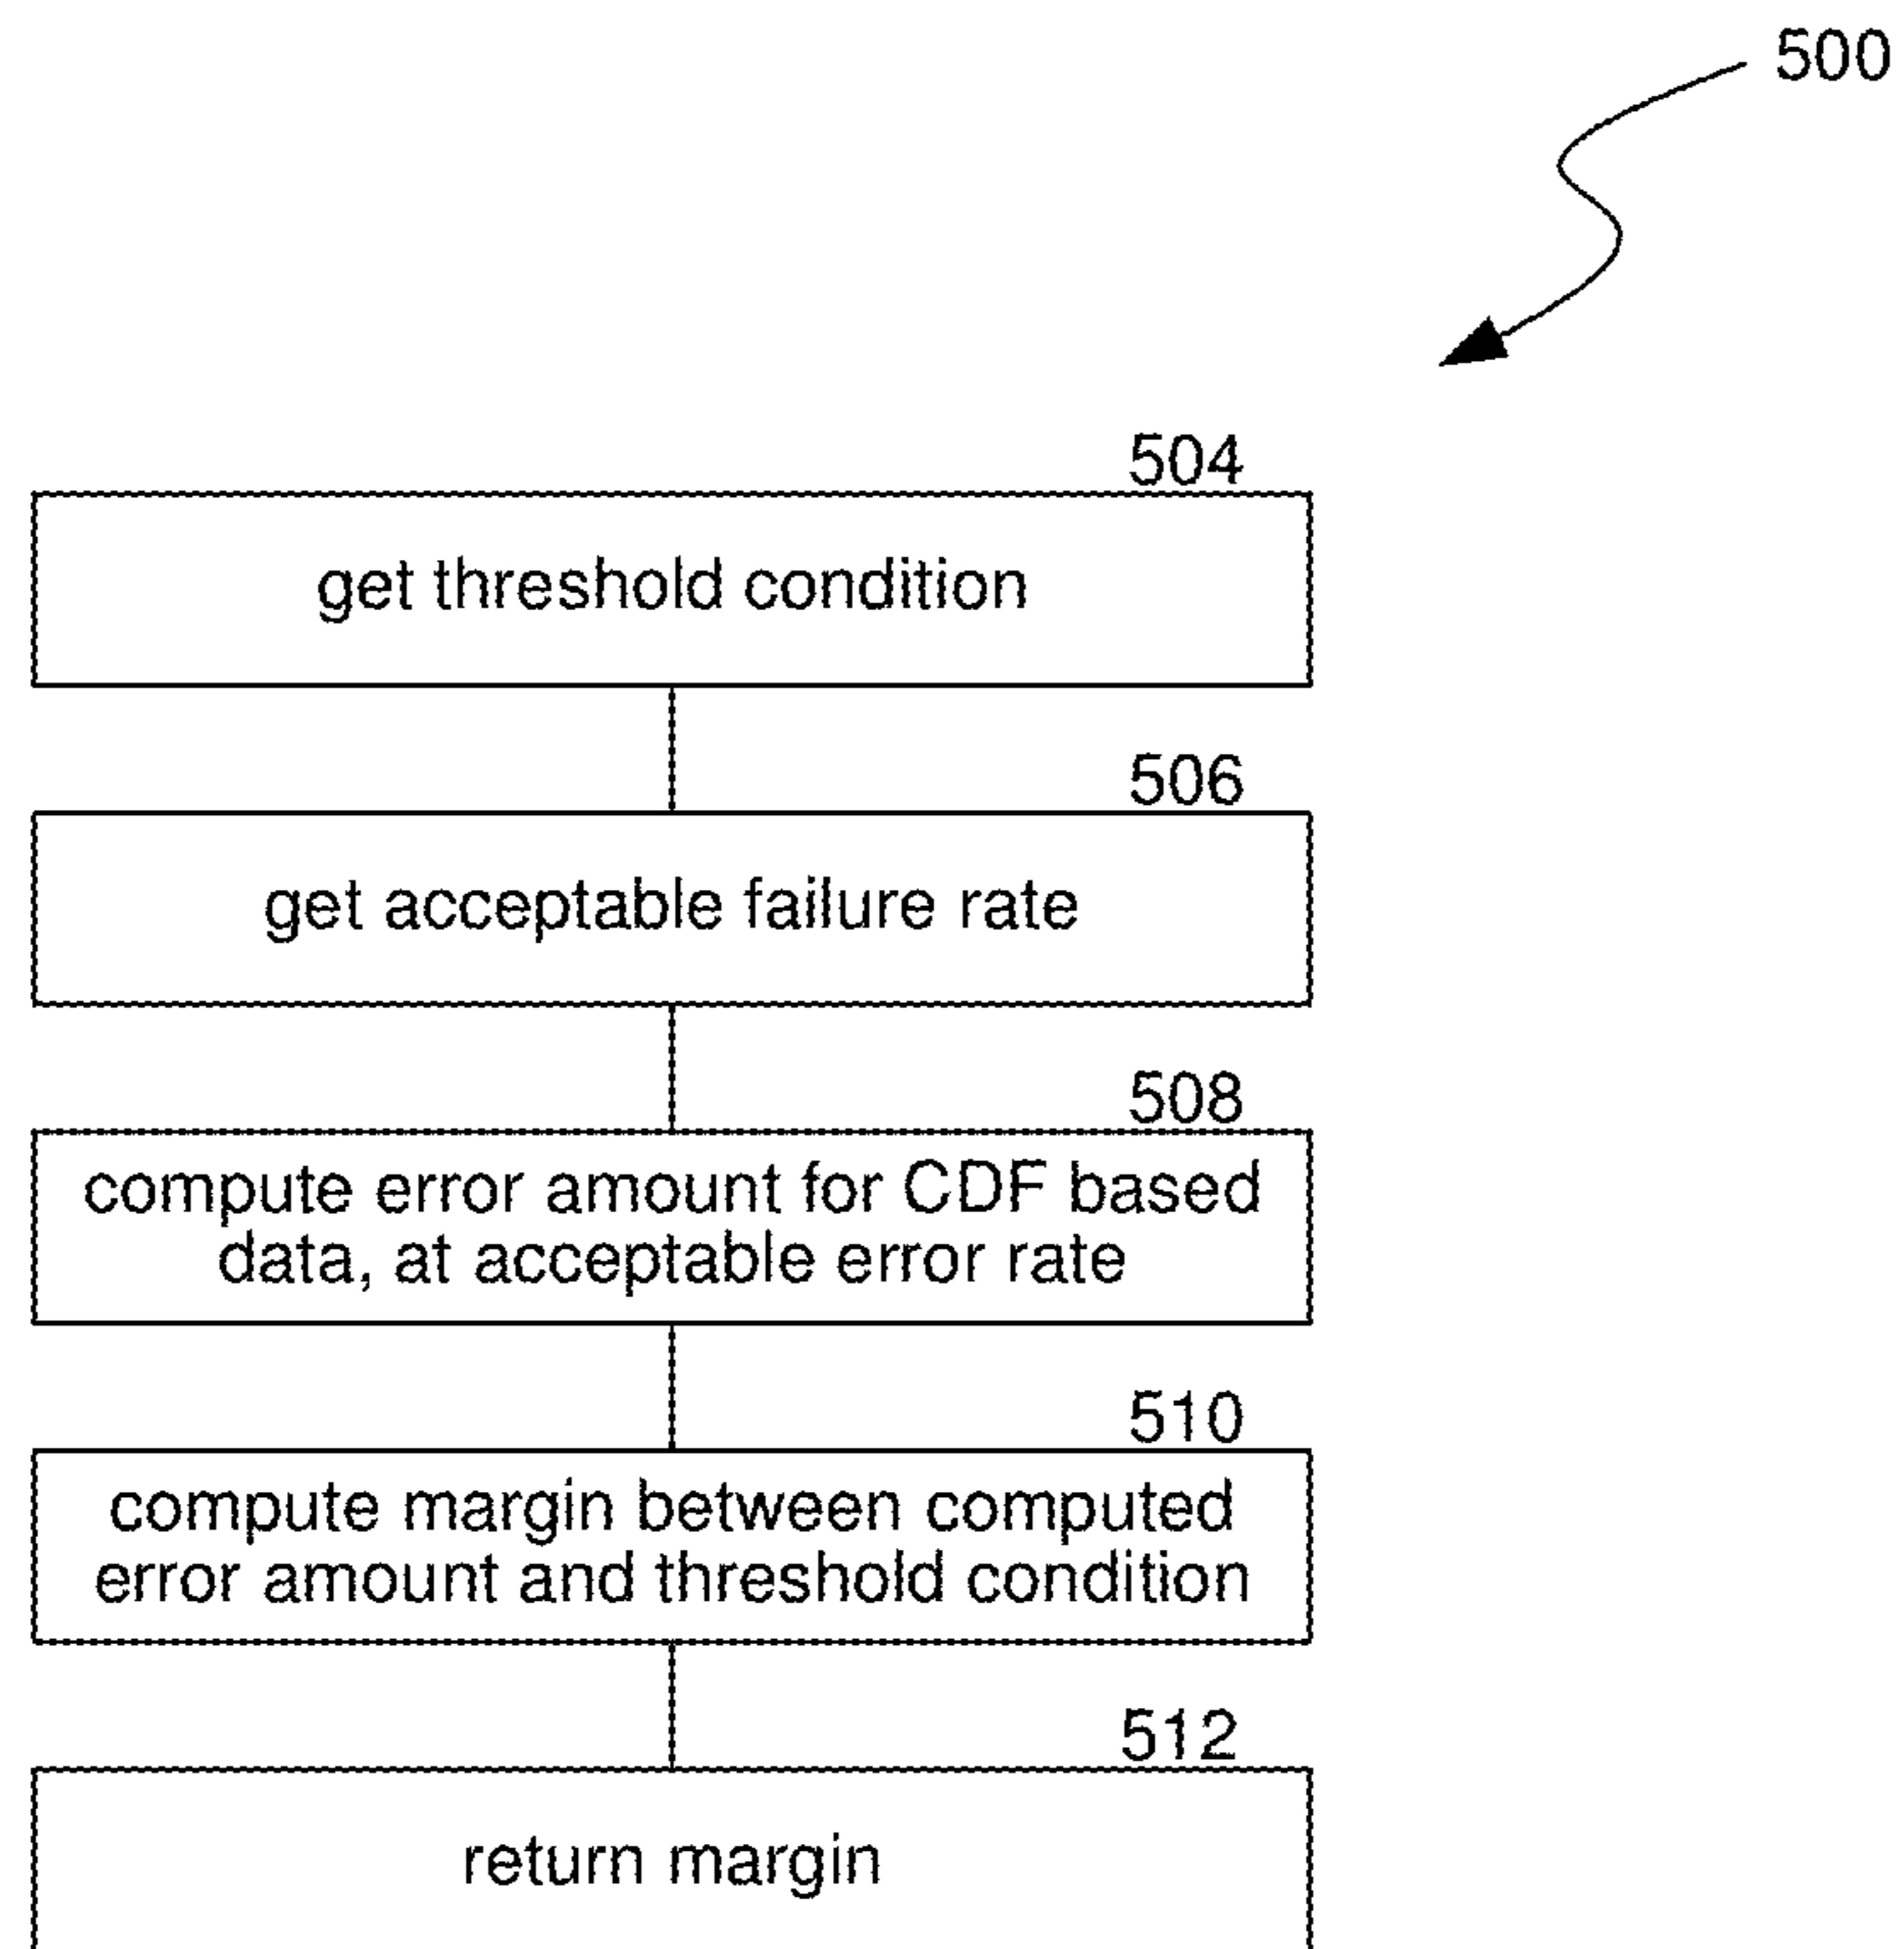 500
504
get threshold condition
506
get acceptable failure rate
508
compute error amount for CDF based
data, at acceptable error rate
510
compute margin between computed
error amount and threshold condition
512
return margin